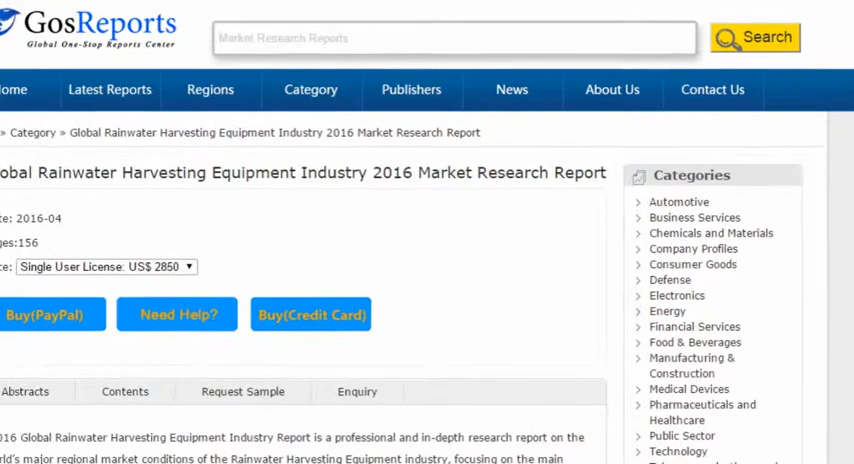 GosReports
Global One-Stop Reports Center
Market Research Reports
Search
ome
Latest Reports
Regions
Category
Publishers
News
About Us
Contact Us
» Category » Global Rainwater Harvesting Equipment Industry 2016 Market Research Report
obal Rainwater Harvesting Equipment Industry 2016 Market Research Report
te: 2016-04
ges:156
ce: Single User License: US$ 2850
Buy(PayPal)
Need Help?
Buy(Credit Card)
Abstracts
Contents
Request Sample
Enquiry
016 Global Rainwater Harvesting Equipment Industry Report is a professional and in-depth research report on the
orld's major regional market conditions of the Rainwater Harvesting Equipment industry, focusing on the main
Categories
Automotive
Business Services
Chemicals and Materials
Company Profiles
Consumer Goods
Defense
Electronics
Energy
Financial Services
Food & Beverages
Manufacturing &
Construction
Medical Devices
Pharmaceuticals and
Healthcare
Public Sector
Technology